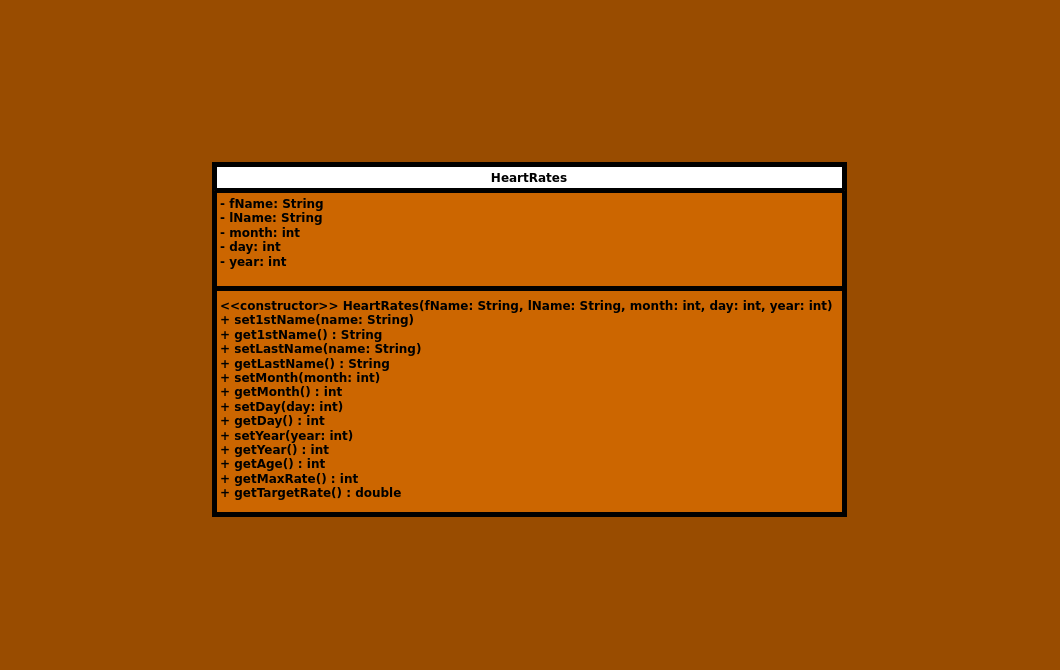 HeartRates
- fName: String
- lName: String
- month: int
- day: int
- year: int
<<constructor>> HeartRates(fName: String, lName: String, month: int, day: int, year: int)
+ set1stName(name: String)
+ get1stName() : String
+ setLastName(name: String)
+ getLastName() : String
+ setMonth(month: int)
+ getMonth() : int
+ setDay(day: int)
+ getDay() : int
+ setYear(year: int)
+ getYear() : int
+ getAge() : int
+ getMaxRate() : int
+ getTargetRate() : double